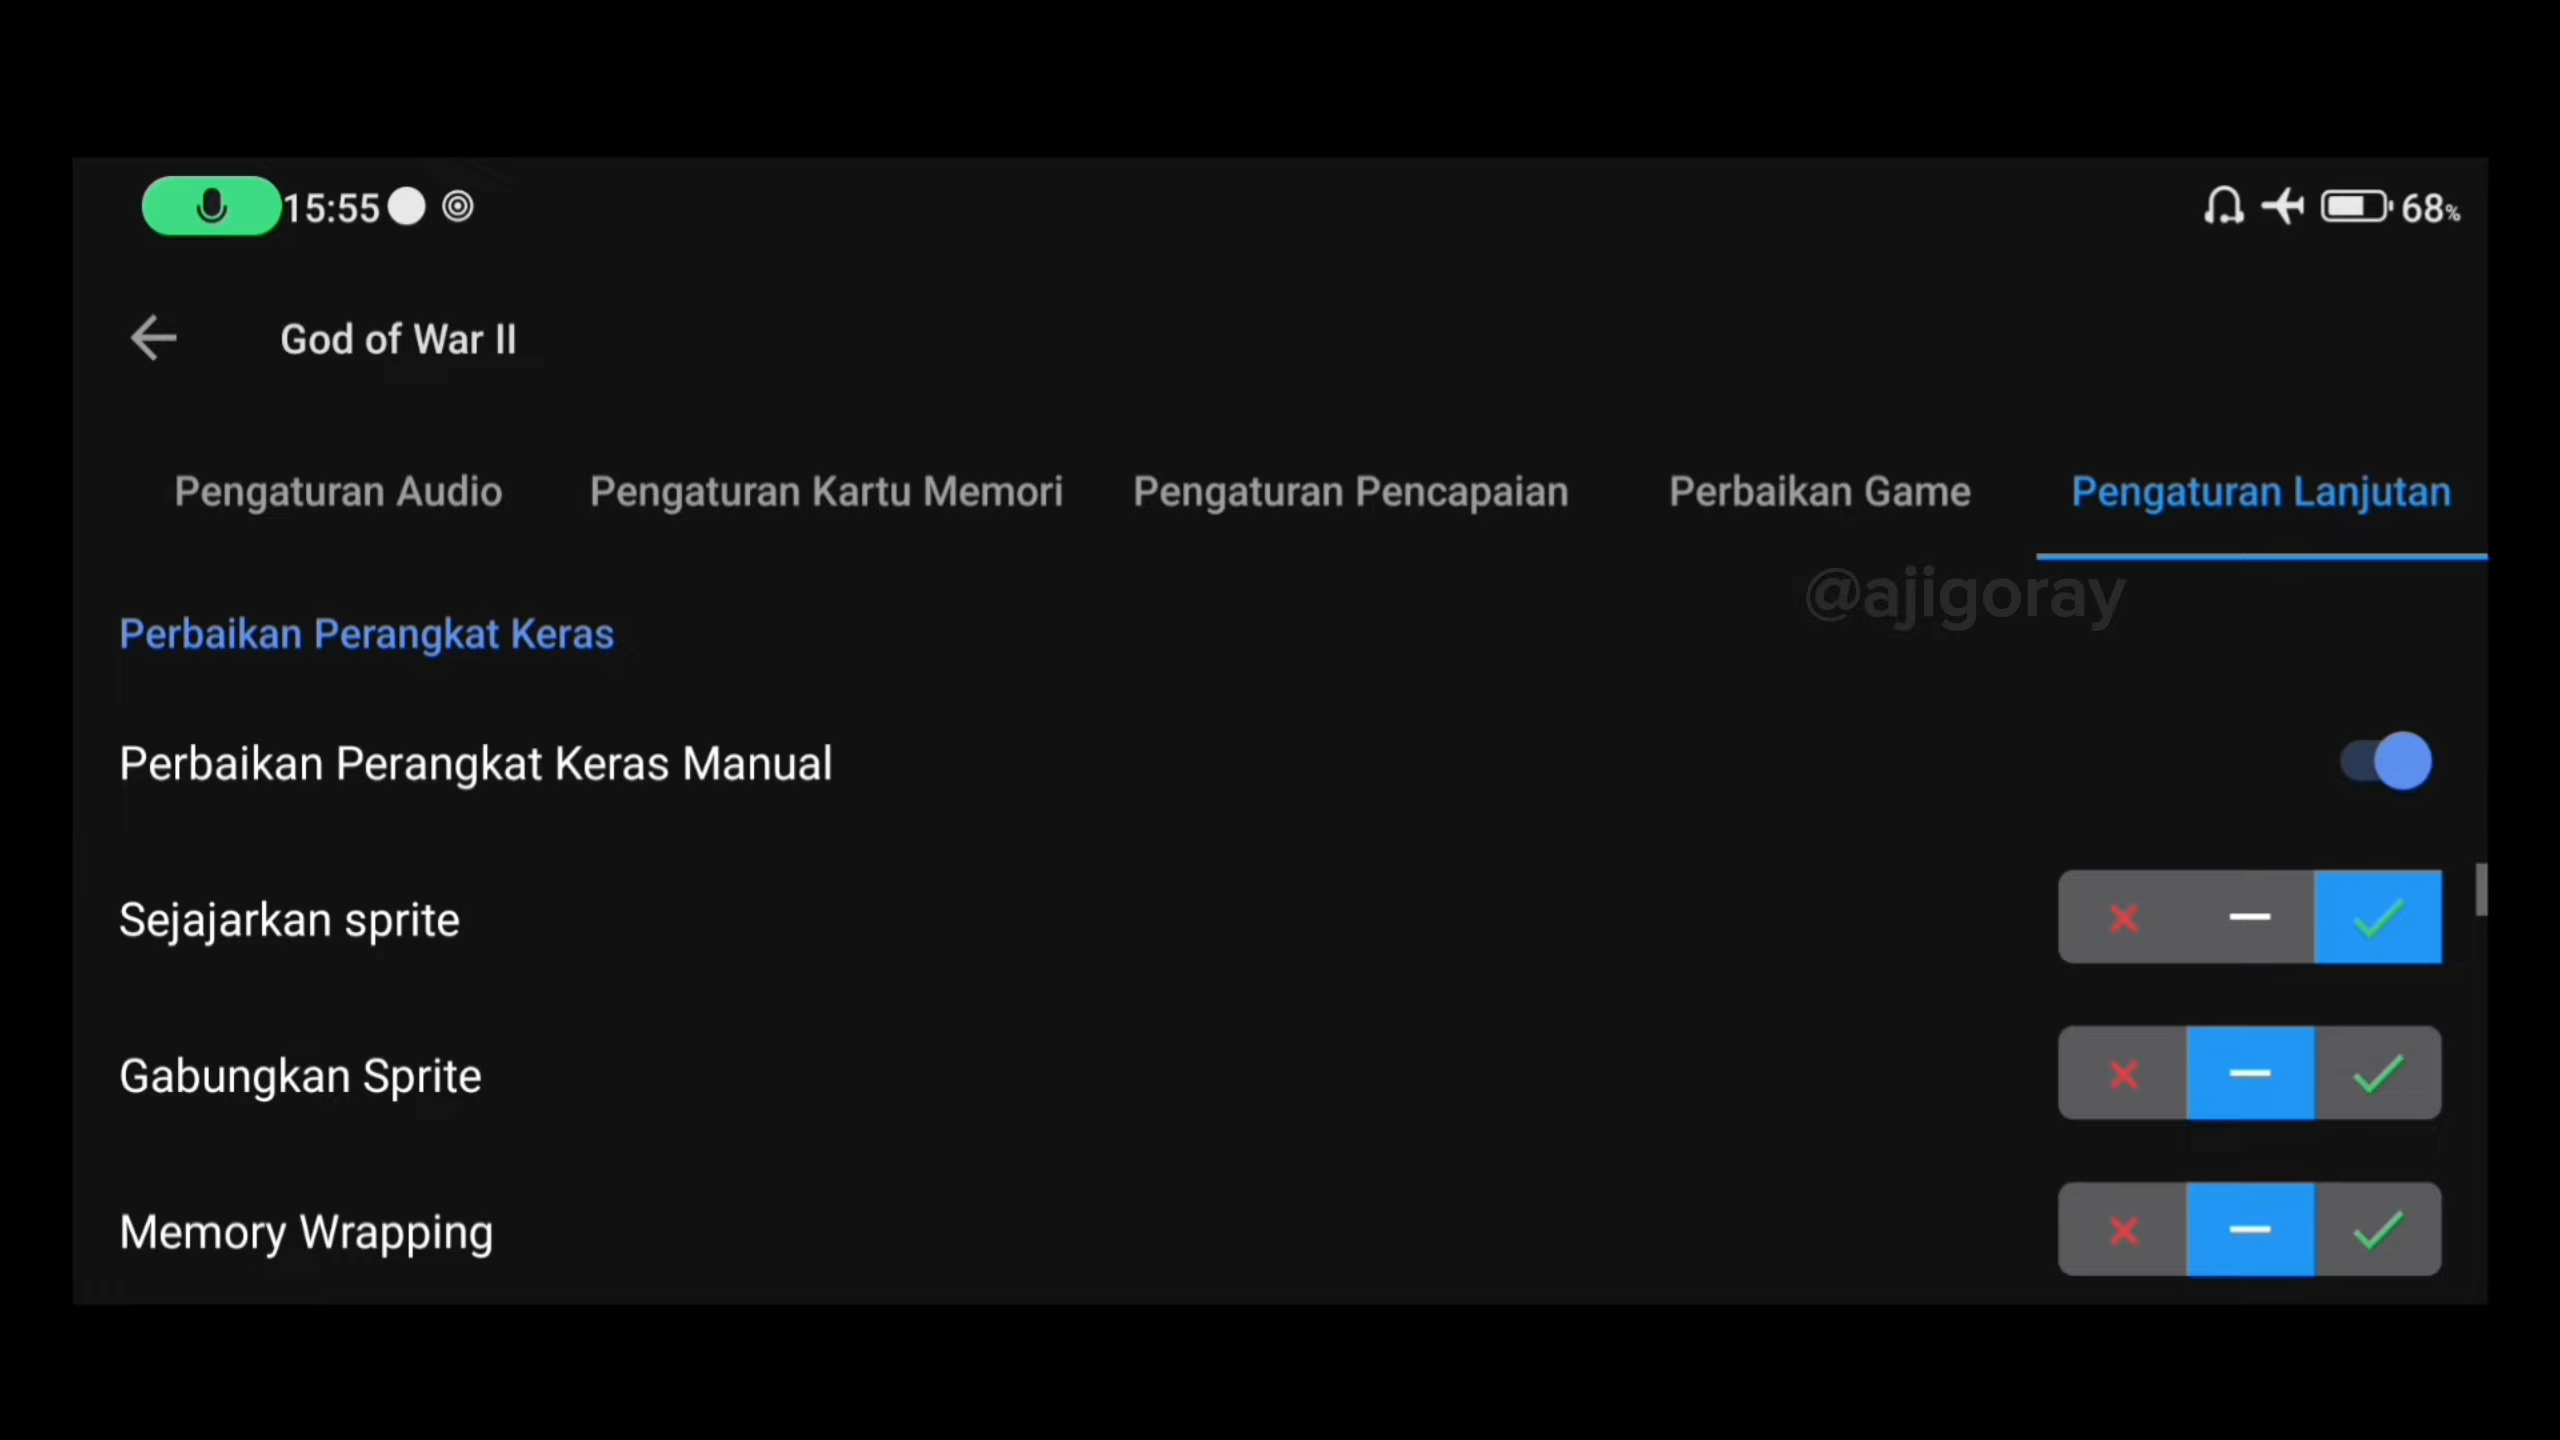 15:55
68%
God of War II
Pengaturan Audio
Pengaturan Kartu Memori
Pengaturan Pencapaian
Perbaikan Game
Pengaturan Lanjutan
@ajigoray
Perbaikan Perangkat Keras
Perbaikan Perangkat Keras Manual
Sejajarkan sprite
Gabungkan Sprite
Memory Wrapping